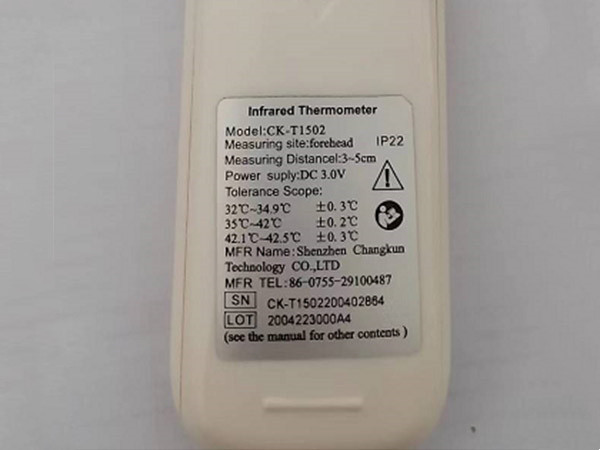 Infrared Thermometer
Model:CK-T1502
Measuring site:forehead IP22
Measuring Distancel:3~5cm
Power suply:DC 3.0V
Tolerance Scope:
32℃~34.9℃ ±0.3℃
35℃~42℃ ±0.2℃
42.1℃~42.5℃ ±0.3℃
MFR Name:Shenzhen Changkun
Technology CO.,LTD
MFR TEL:86-0755-29100487
SN CK-T1502200402864
LOT 2004223000A4
(see the manual for other contents )